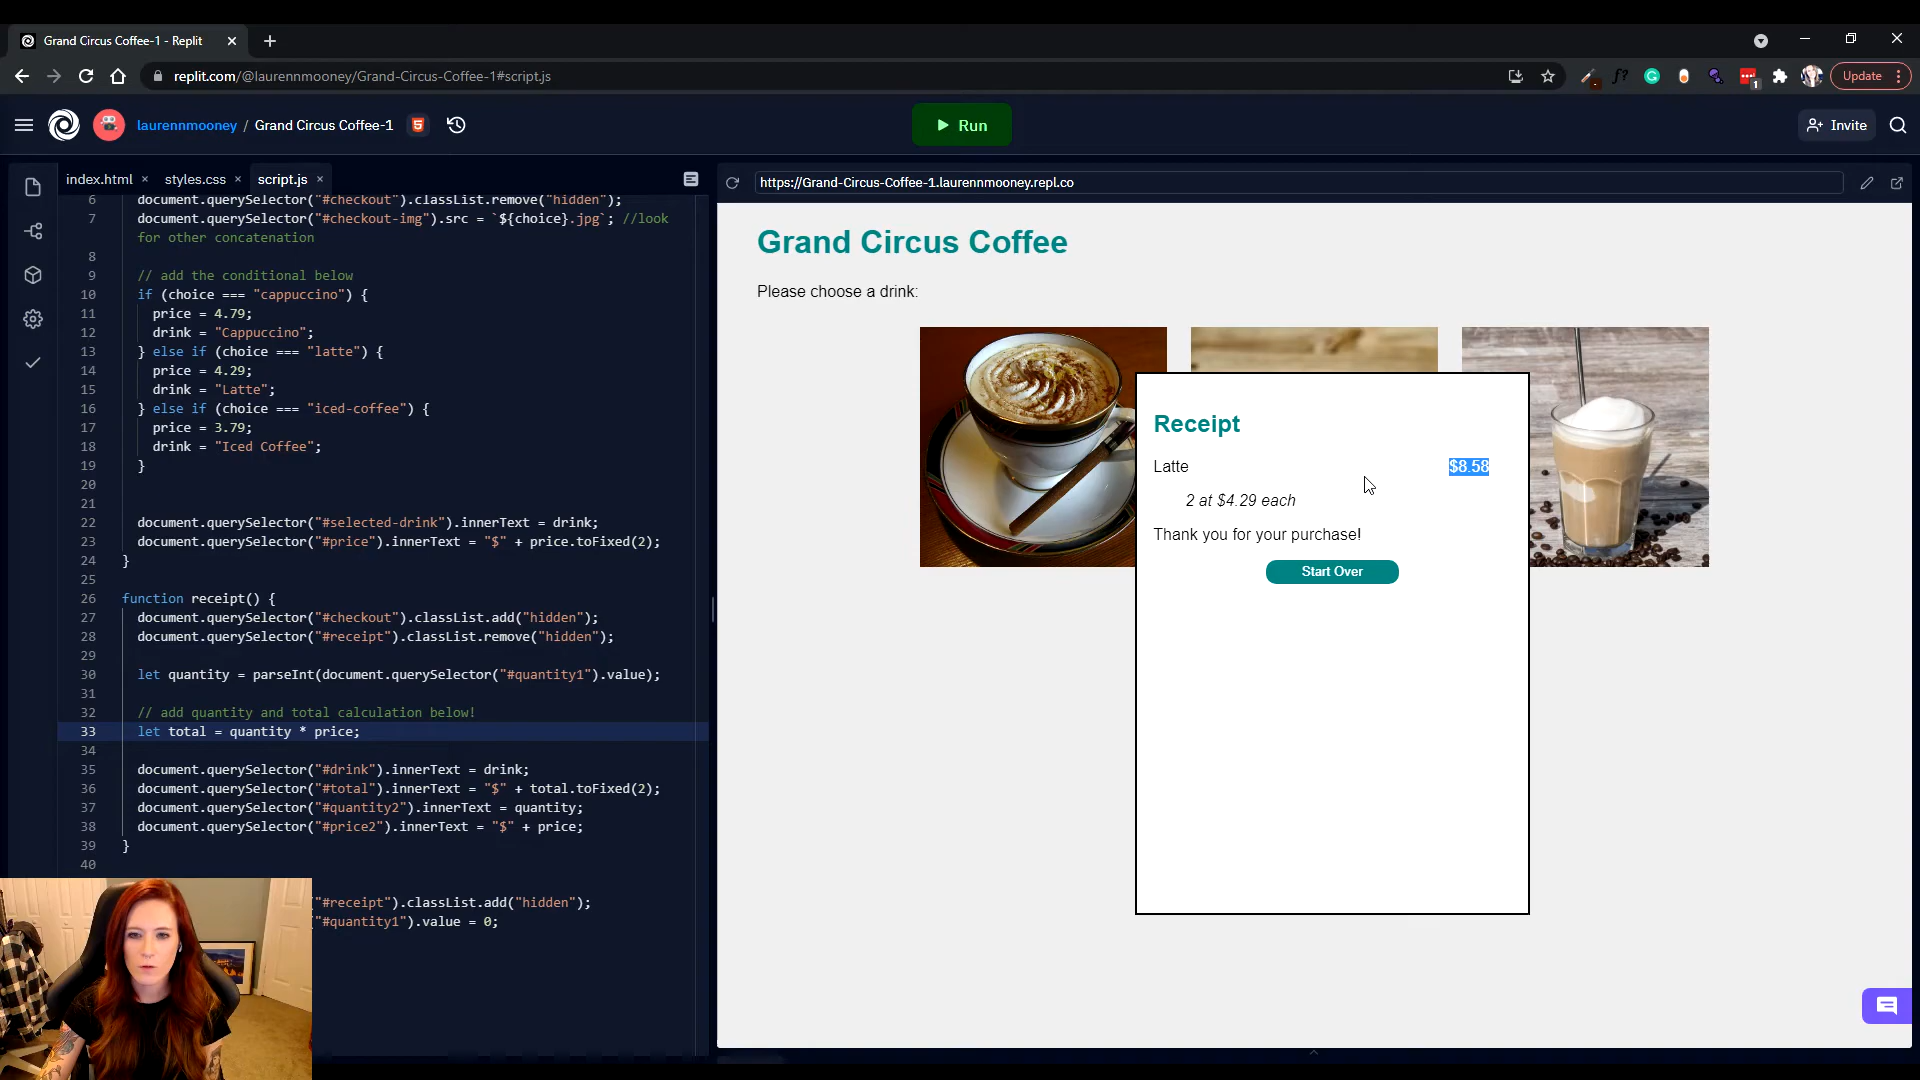 Grand Circus Coffee-1 - Replit
replit.com/@laurennmooney/Grand-Circus-Coffee-1#script.js
Update
laurennmooney / Grand Circus Coffee-1
Run
Invite
index.html
styles.css
script.js
https://Grand-Circus-Coffee-1.laurennmooney.repl.co
6 document.querySelector("#checkout").classList.remove("hidden");
7 document.querySelector("#checkout-img").src = `${choice}.jpg`; //look
for other concatenation
8
9 // add the conditional below
10 if (choice === "cappuccino") {
11 price = 4.79;
12 drink = "Cappuccino";
13 } else if (choice === "latte") {
14 price = 4.29;
15 drink = "Latte";
16 } else if (choice === "iced-coffee") {
17 price = 3.79;
18 drink = "Iced Coffee";
19 }
20
21
22 document.querySelector("#selected-drink").innerText = drink;
23 document.querySelector("#price").innerText = "$" + price.toFixed(2);
24 }
25
26 function receipt() {
27 document.querySelector("#checkout").classList.add("hidden");
28 document.querySelector("#receipt").classList.remove("hidden");
29
30 let quantity = parseInt(document.querySelector("#quantity1").value);
31
32 // add quantity and total calculation below!
33 let total = quantity * price;
34
35 document.querySelector("#drink").innerText = drink;
36 document.querySelector("#total").innerText = "$" + total.toFixed(2);
37 document.querySelector("#quantity2").innerText = quantity;
38 document.querySelector("#price2").innerText = "$" + price;
39 }
40
"#receipt").classList.add("hidden");
"#quantity1").value = 0;
Grand Circus Coffee
Please choose a drink:
Receipt
Latte $8.58
2 at $4.29 each
Thank you for your purchase!
Start Over